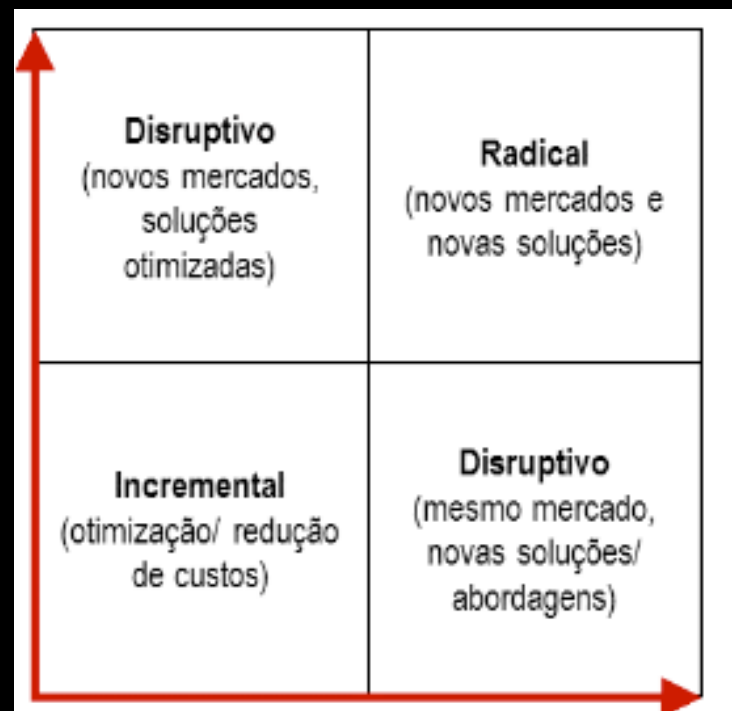 Disruptivo
(novos mercados,
soluções
otimizadas)
Radical
(novos mercados e
novas soluções)
Incremental
(otimização/ redução
de custos)
Disruptivo
(mesmo mercado,
novas soluções/
abordagens)